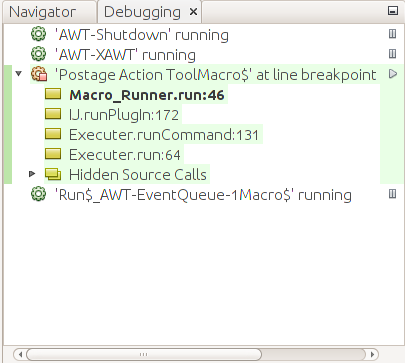 Navigator Debugging ×
'AWT-Shutdown' running
'AWT-XAWT' running
'Postage Action ToolMacro$' at line breakpoint
Macro_Runner.run:46
IJ.runPlugIn:172
Executer.runCommand:131
Executer.run:64
Hidden Source Calls
'Run$_AWT-EventQueue-1Macro$' running